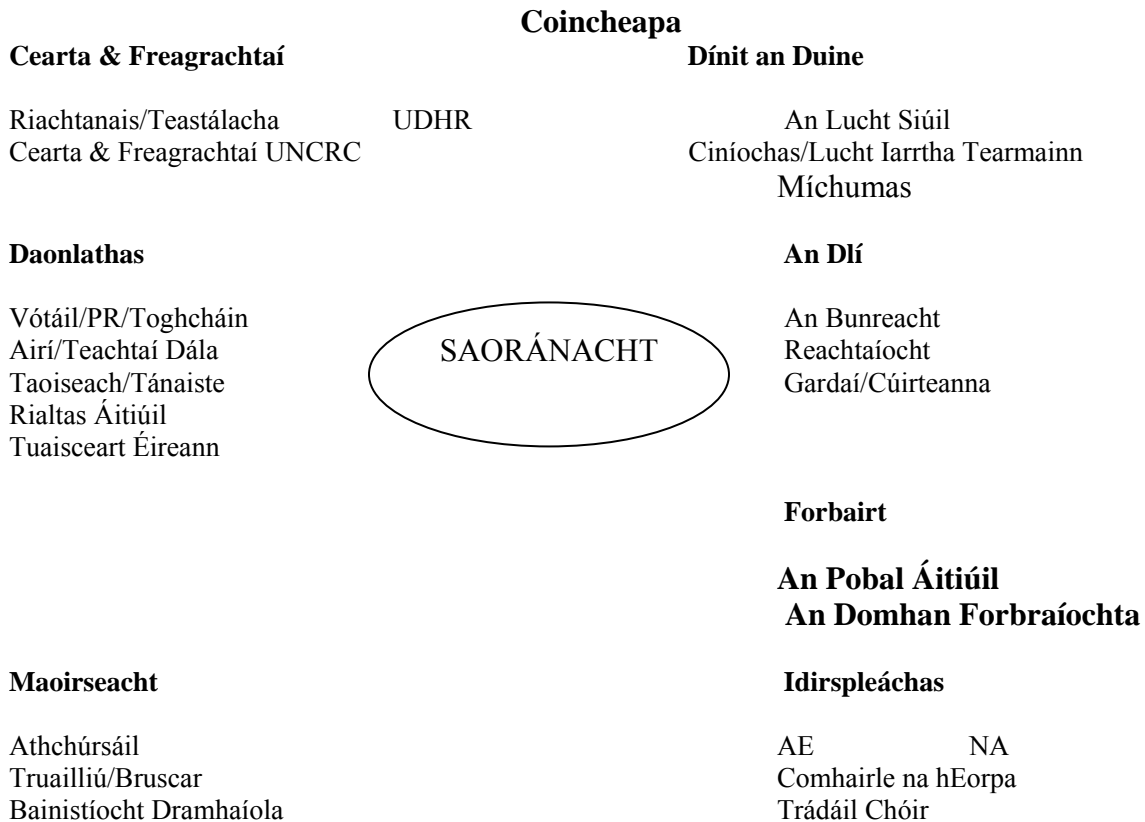 Coincheapa
Cearta & Freagrachtaí Dínit an Duine
Riachtanais/Teastálacha UDHR An Lucht Siúil
Cearta & Freagrachtaí UNCRC Ciníochas/Lucht Iarrtha Tearmainn
Míchumas
Daonlathas An Dlí
Vótáil/PR/Toghcháin An Bunreacht
Airí/Teachtaí Dála SAORÁNACHT Reachtaíocht
Taoiseach/Tánaiste Gardaí/Cúirteanna
Rialtas Áitiúil
Tuaisceart Éireann
Forbairt
An Pobal Áitiúil
An Domhan Forbraíochta
Maoirseacht Idirspleáchas
Athchúrsáil AE NA
Truailliú/Bruscar Comhairle na hEorpa
Bainistíocht Dramhaíola Trádáil Chóir